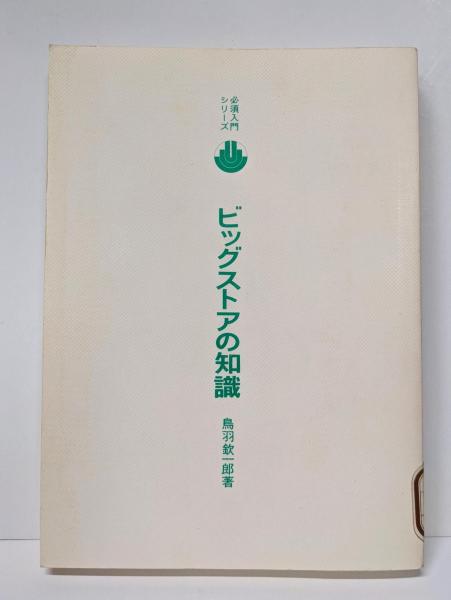 必須入門
シリーズ
ビッグストアの知識
鳥羽欽一郎著